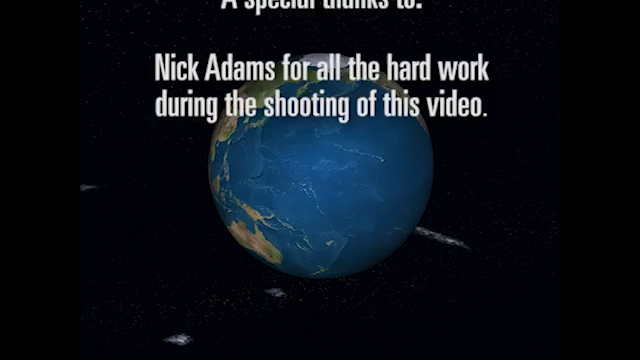 A special thanks to:
Nick Adams for all the hard work
during the shooting of this video.